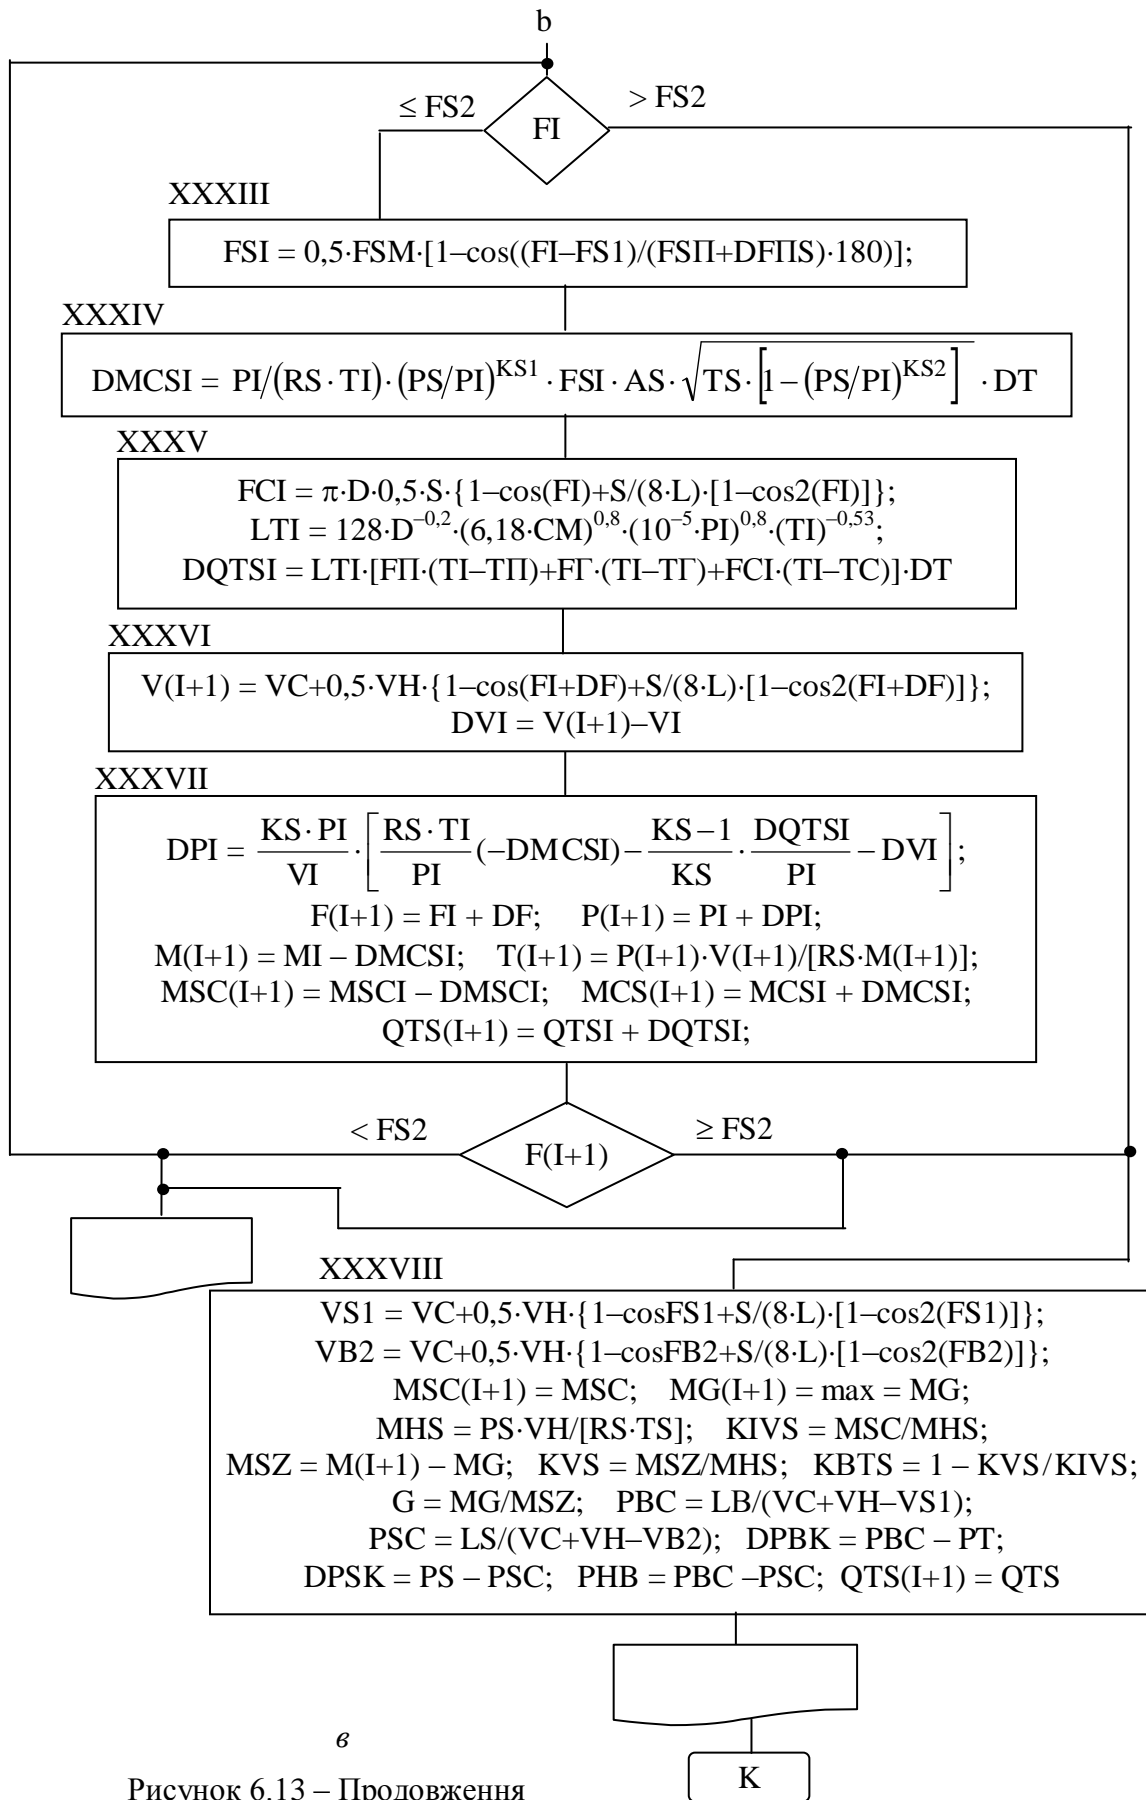 b
≤ FS2
> FS2
FI
XXXIII
FSI = 0,5·FSM·[1–cos((FI–FS1)/(FSП+DFПS)·180)];
XXXIV
DMCSI = PI/(RS·TI)·(PS/PI)^KS1·FSI·AS·√TS·[1–(PS/PI)^KS2]·DT
XXXV
FCI = π·D·0,5·S·{1–cos(FI)+S/(8·L)·[1–cos2(FI)]};
LTI = 128·D^–0,2·(6,18·CM)^0,8·(10^–5·PI)^0,8·(TI)^–0,53;
DQTSI = LTI·[FП·(TI–TП)+FГ·(TI–TГ)+FCI·(TI–TC)]·DT
XXXVI
V(I+1) = VC+0,5·VH·{1–cos(FI+DF)+S/(8·L)·[1–cos2(FI+DF)]};
DVI = V(I+1)–VI
XXXVII
DPI = KS·PI/VI·[RS·TI/PI(–DMCSI)–KS–1/KS·DQTSI/PI–DVI];
F(I+1) = FI + DF; P(I+1) = PI + DPI;
M(I+1) = MI – DMCSI; T(I+1) = P(I+1)·V(I+1)/[RS·M(I+1)];
MSC(I+1) = MSCI – DMSCI; MCS(I+1) = MCSI + DMCSI;
QTS(I+1) = QTSI + DQTSI;
< FS2
≥ FS2
F(I+1)
XXXVIII
VS1 = VC+0,5·VH·{1–cosFS1+S/(8·L)·[1–cos2(FS1)]};
VB2 = VC+0,5·VH·{1–cosFB2+S/(8·L)·[1–cos2(FB2)]};
MSC(I+1) = MSC; MG(I+1) = max = MG;
MHS = PS·VH/[RS·TS]; KIVS = MSC/MHS;
MSZ = M(I+1) – MG; KVS = MSZ/MHS; KBTS = 1 – KVS/KIVS;
G = MG/MSZ; PBC = LB/(VC+VH–VS1);
PSC = LS/(VC+VH–VB2); DPBK = PBC – PT;
DPSK = PS – PSC; PHB = PBC –PSC; QTS(I+1) = QTS
в
K
Рисунок 6.13 – Продовження